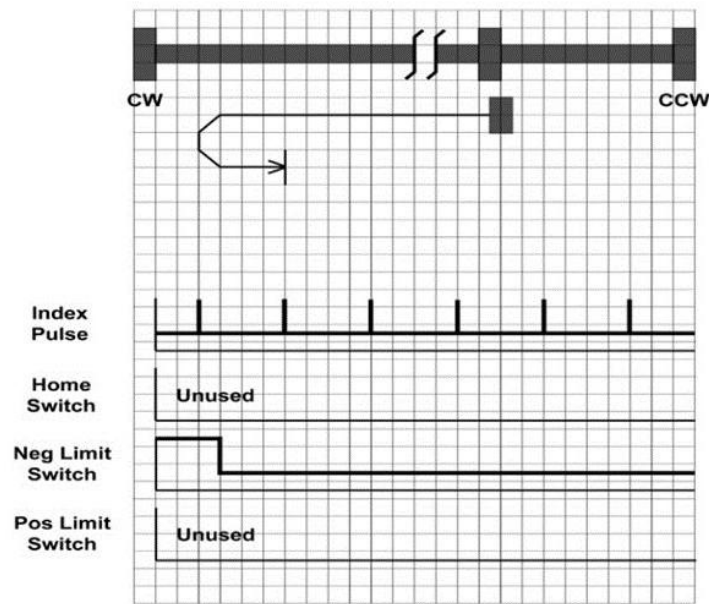 CW
CCW
Index
Pulse
Home
Switch
Unused
Neg Limit
Switch
Pos Limit
Switch
Unused